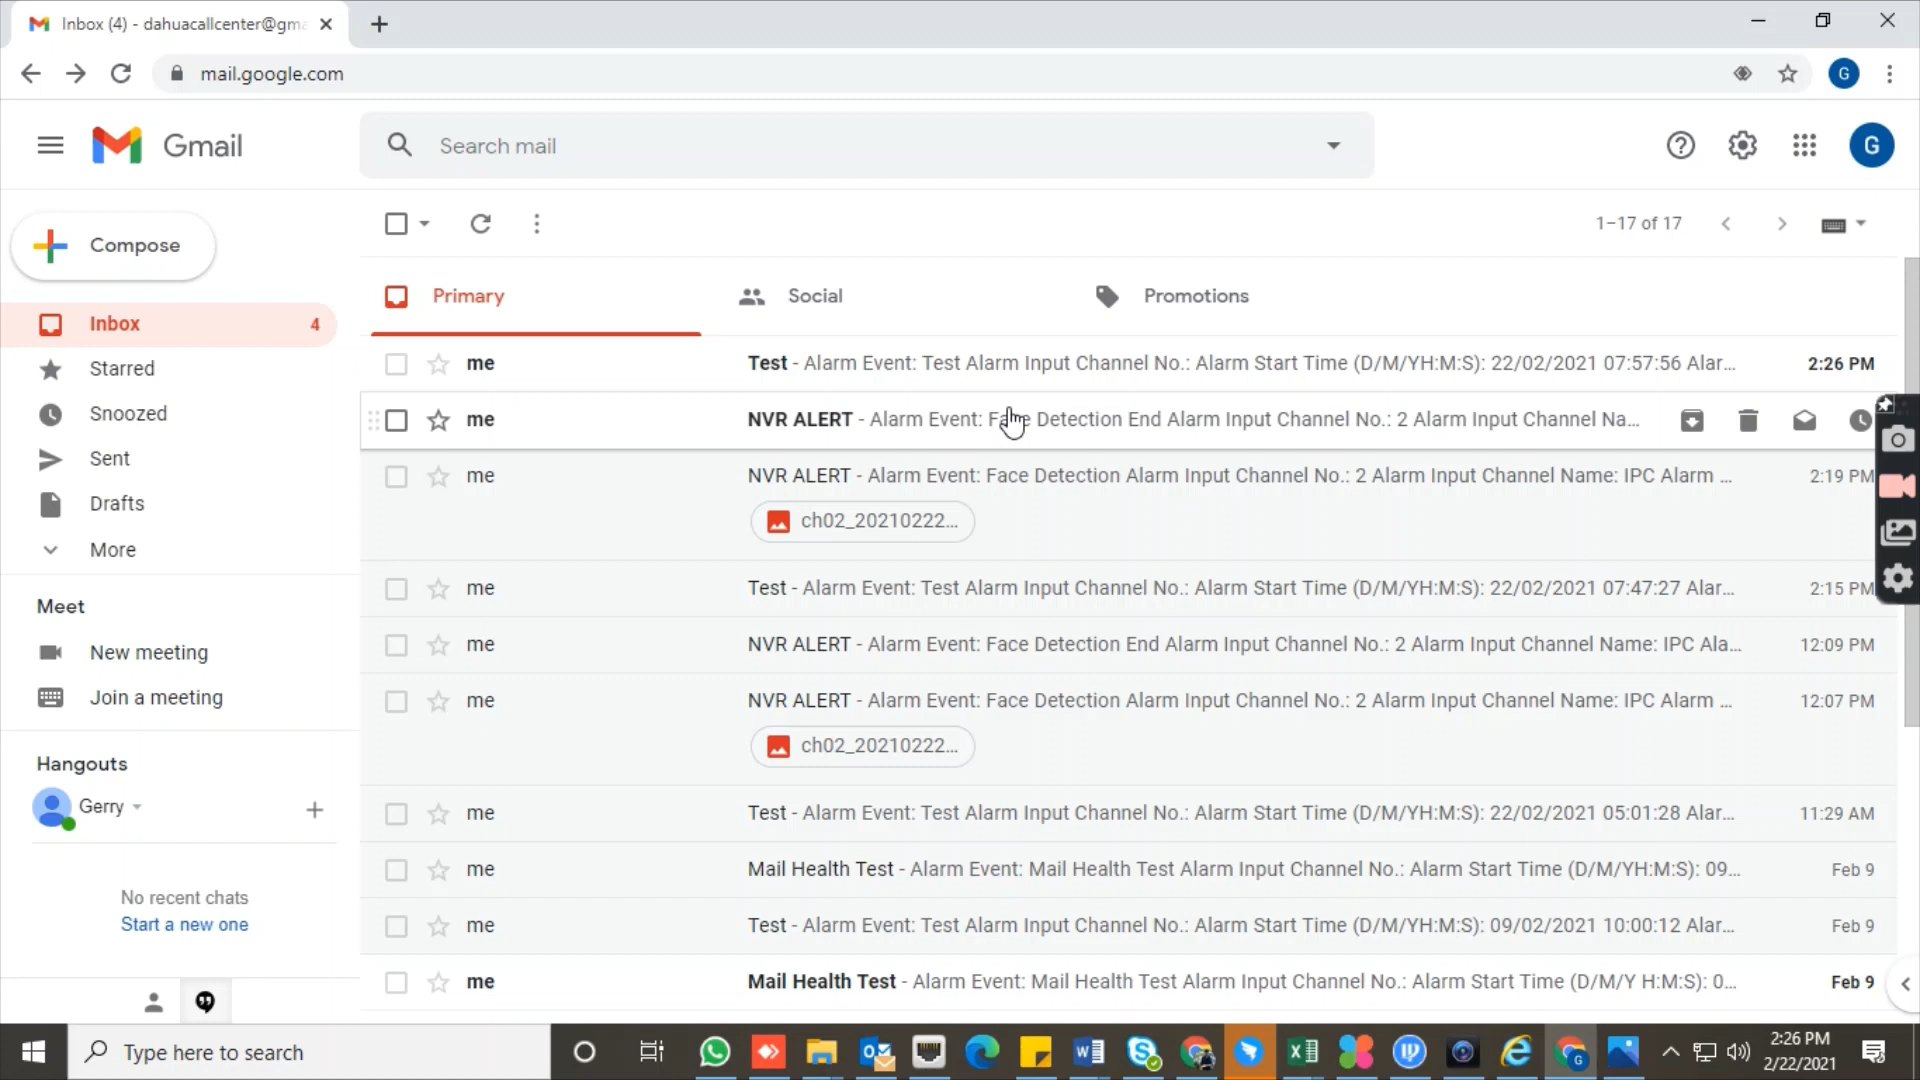 Inbox (4) - dahuacallcenter@gma
mail.google.com
G
Gmail
Search mail
G
Compose
1–17 of 17
Primary
Social
Promotions
Inbox 4
Starred
Snoozed
Sent
Drafts
More
Meet
New meeting
Join a meeting
Hangouts
Gerry
No recent chats
Start a new one
me Test - Alarm Event: Test Alarm Input Channel No.: Alarm Start Time (D/M/YH:M:S): 22/02/2021 07:57:56 Alar... 2:26 PM
me NVR ALERT - Alarm Event: Face Detection End Alarm Input Channel No.: 2 Alarm Input Channel Na...
me NVR ALERT - Alarm Event: Face Detection Alarm Input Channel No.: 2 Alarm Input Channel Name: IPC Alarm ... 2:19 PM
ch02_20210222...
me Test - Alarm Event: Test Alarm Input Channel No.: Alarm Start Time (D/M/YH:M:S): 22/02/2021 07:47:27 Alar... 2:15 PM
me NVR ALERT - Alarm Event: Face Detection End Alarm Input Channel No.: 2 Alarm Input Channel Name: IPC Ala... 12:09 PM
me NVR ALERT - Alarm Event: Face Detection Alarm Input Channel No.: 2 Alarm Input Channel Name: IPC Alarm ... 12:07 PM
ch02_20210222...
me Test - Alarm Event: Test Alarm Input Channel No.: Alarm Start Time (D/M/YH:M:S): 22/02/2021 05:01:28 Alar... 11:29 AM
me Mail Health Test - Alarm Event: Mail Health Test Alarm Input Channel No.: Alarm Start Time (D/M/YH:M:S): 09... Feb 9
me Test - Alarm Event: Test Alarm Input Channel No.: Alarm Start Time (D/M/YH:M:S): 09/02/2021 10:00:12 Alar... Feb 9
me Mail Health Test - Alarm Event: Mail Health Test Alarm Input Channel No.: Alarm Start Time (D/M/Y H:M:S): 0... Feb 9
Type here to search
2:26 PM
2/22/2021